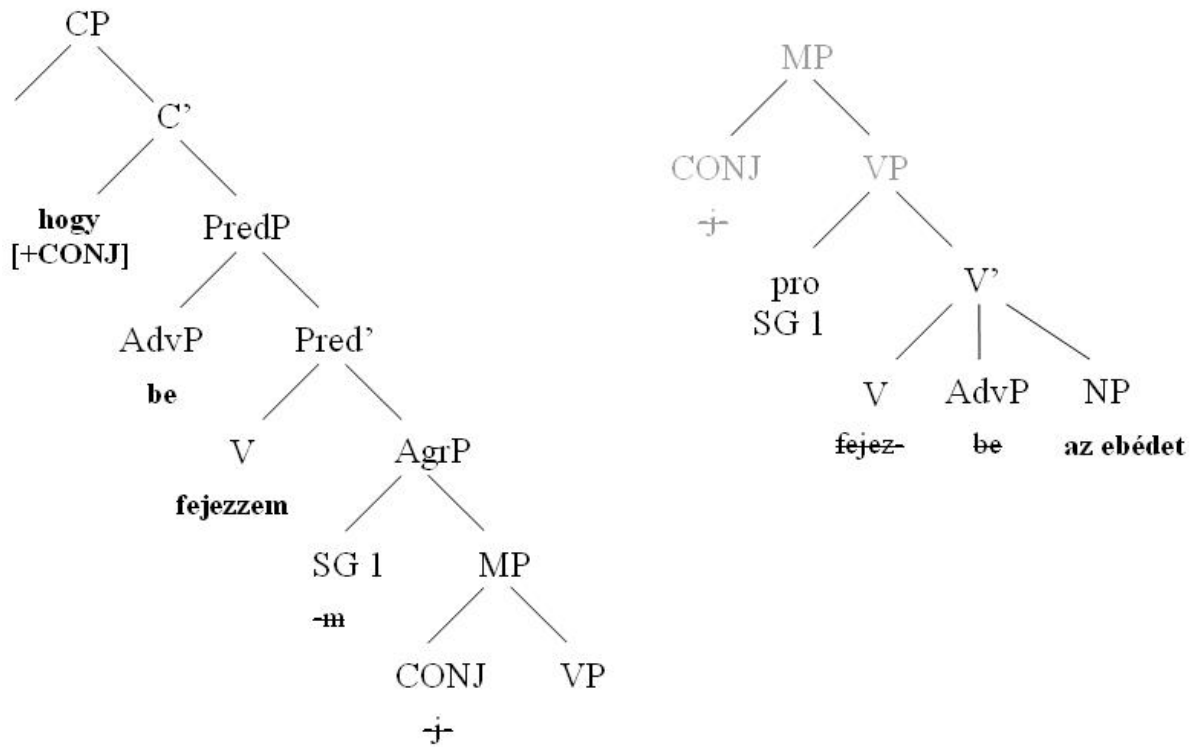 CP
C’
hogy
[+CONJ]
PredP
AdvP
be
Pred’
V
fejezzem
AgrP
SG 1
-m
MP
CONJ
-j-
VP
MP
CONJ
-j-
VP
pro
SG 1
V’
V
fejez-
AdvP
be
NP
az ebédet